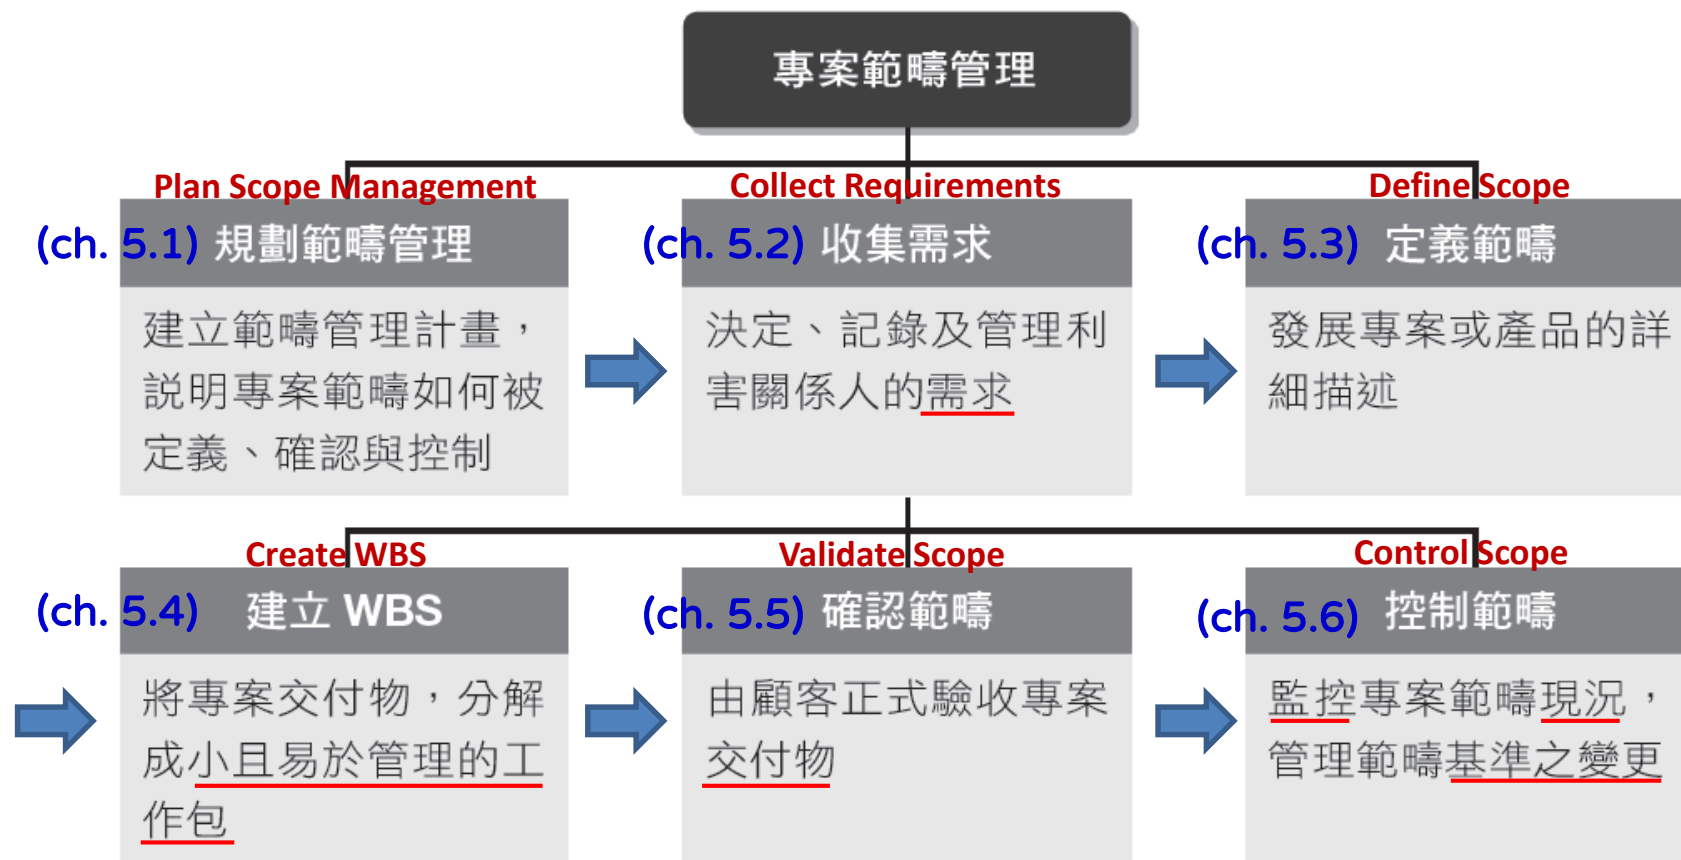 專案範疇管理
Plan Scope Management
(ch. 5.1) 規劃範疇管理
建立範疇管理計畫，
說明專案範疇如何被
定義、確認與控制
Collect Requirements
(ch. 5.2) 收集需求
決定、記錄及管理利
害關係人的需求
Define Scope
(ch. 5.3) 定義範疇
發展專案或產品的詳
細描述
Create WBS
(ch. 5.4) 建立 WBS
將專案交付物，分解
成小且易於管理的工
作包
Validate Scope
(ch. 5.5) 確認範疇
由顧客正式驗收專案
交付物
Control Scope
(ch. 5.6) 控制範疇
監控專案範疇現況，
管理範疇基準之變更